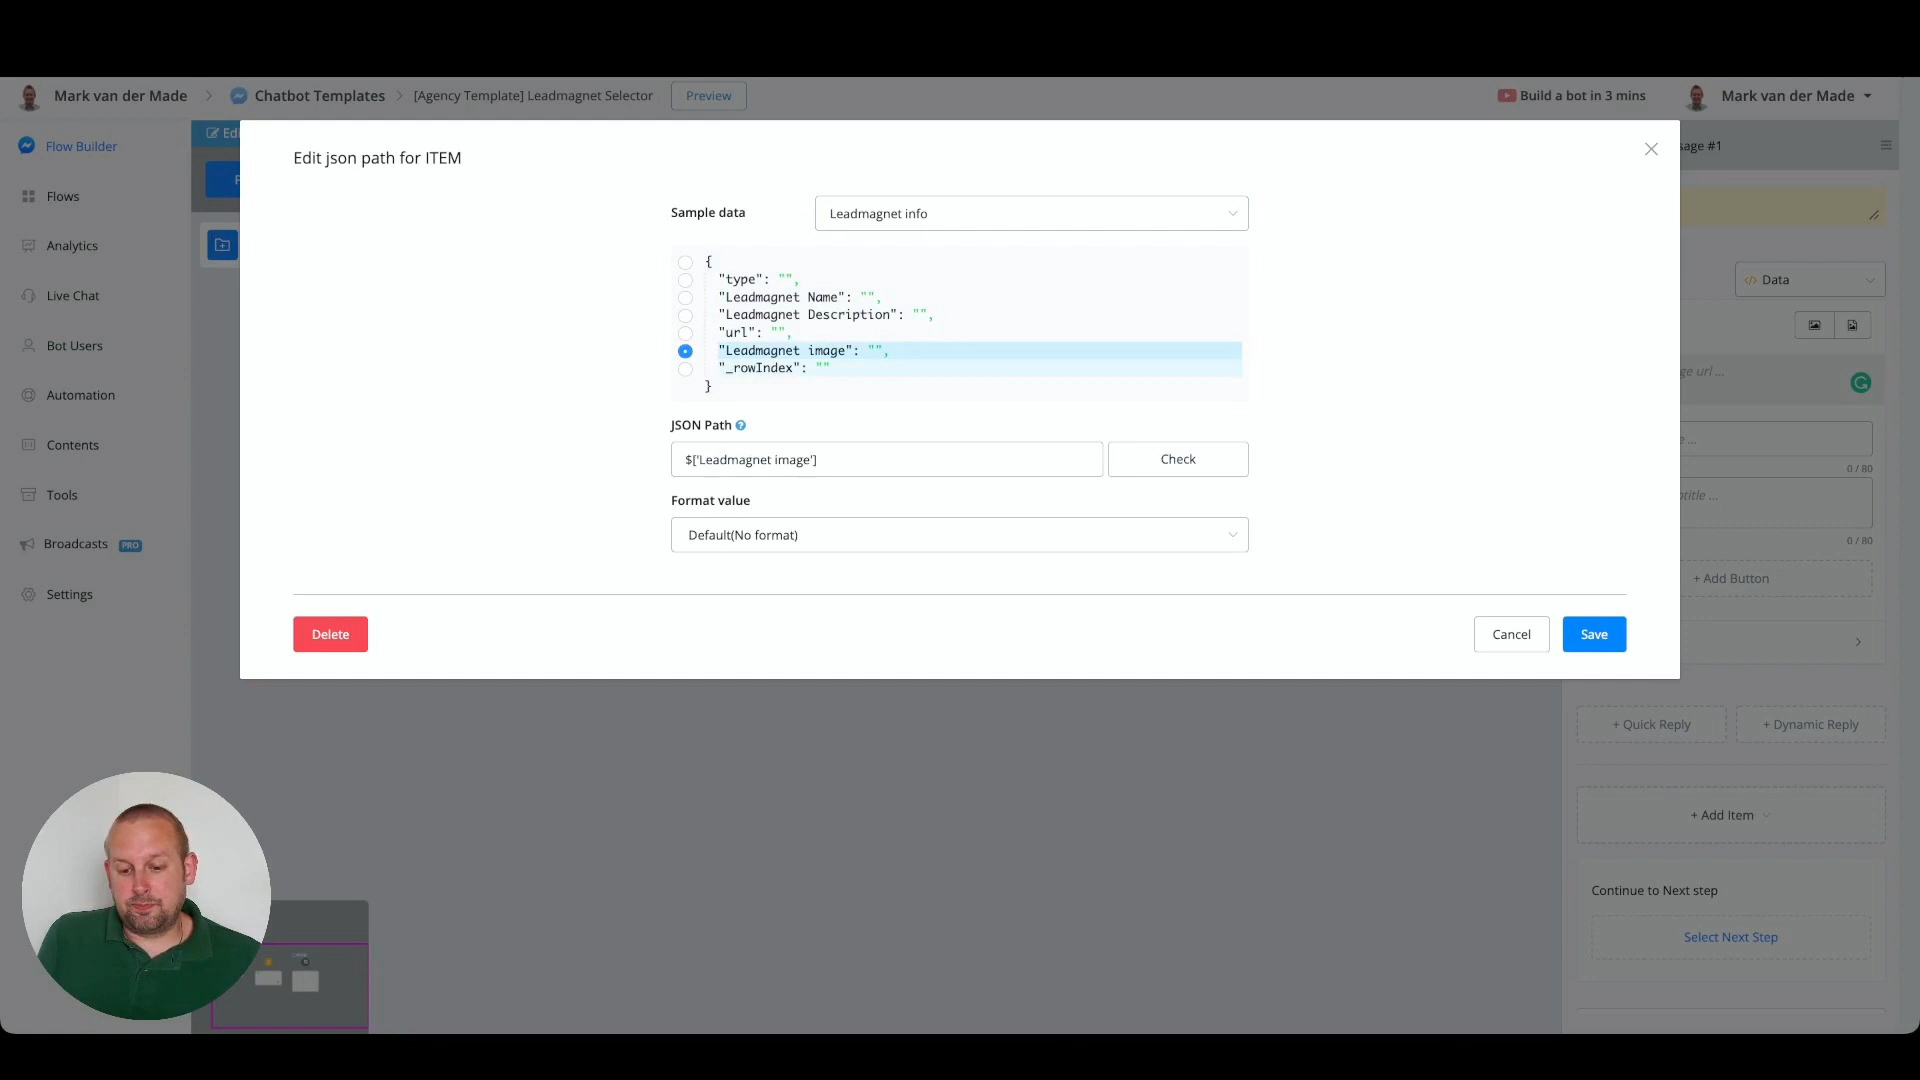 Mark van der Made > Chatbot Templates > [Agency Template] Leadmagnet Selector Preview Build a bot in 3 mins Mark van der Made
Flow Builder
Flows
Analytics
Live Chat
Bot Users
Automation
Contents
Tools
Broadcasts PRO
Settings
Edit json path for ITEM
Sample data Leadmagnet info
{
"type": "",
"Leadmagnet Name": "",
"Leadmagnet Description": "",
"url": "",
"Leadmagnet image": "",
"_rowIndex": ""
}
JSON Path
$['Leadmagnet image'] Check
Format value
Default(No format)
Delete Cancel Save
#1
</> Data
url ...
0 / 80
0 / 80
+ Add Button
+ Quick Reply + Dynamic Reply
+ Add Item
Continue to Next step
Select Next Step